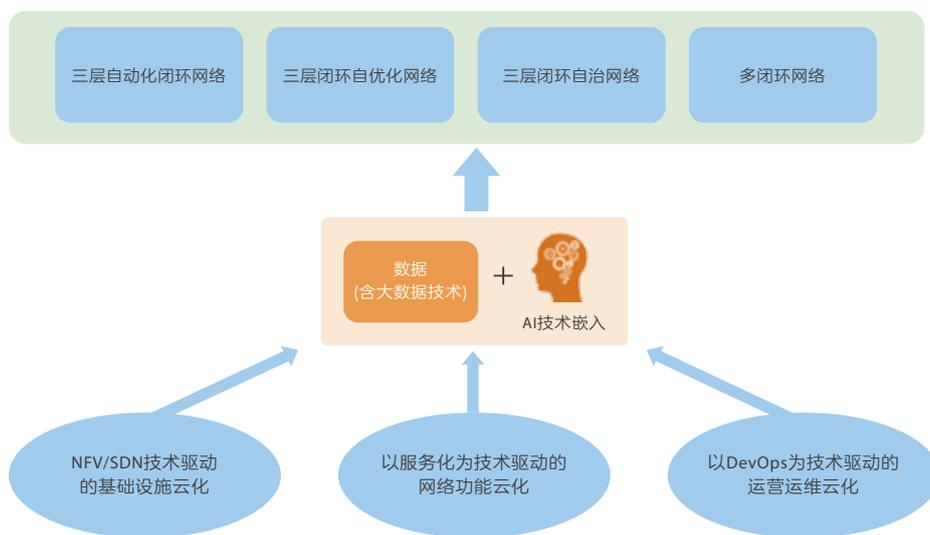 三层自动化闭环网络
三层闭环自优化网络
三层闭环自治网络
多闭环网络
数据
(含大数据技术)
+
AI技术嵌入
NFV/SDN技术驱动
的基础设施云化
以服务化为技术驱动的
网络功能云化
以DevOps为技术驱动的
运营运维云化